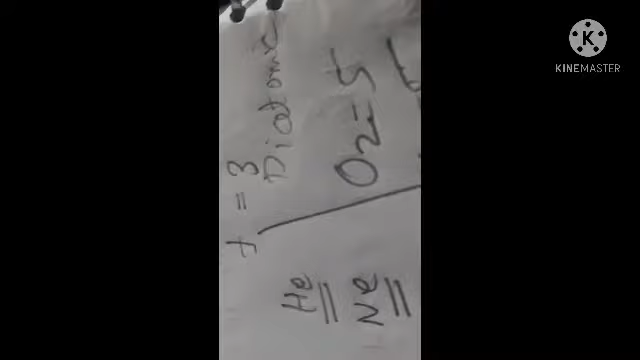 f = 3
He
Ne
Diatomic
O2 = 5
K
KINEMASTER